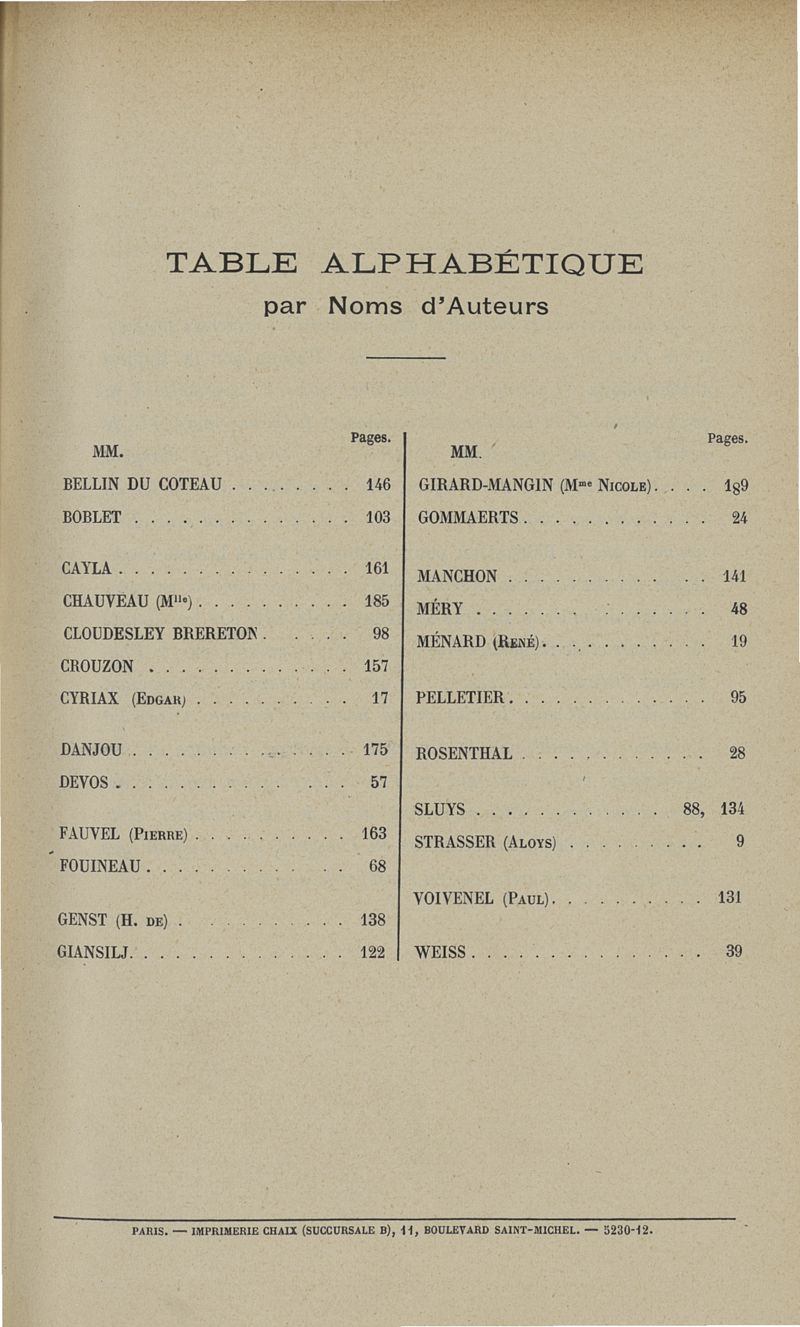 TABLE ALPHABÉTIQUE
par Noms d'Auteurs
Pages.
MM.
BELLIN DU COTEAU . . . . . . . . 146
BOBLET . . . . . . . . . . . . . . 103
CAYLA . . . . . . . . . . . . . . . 161
CHAUVEAU (Mlle) . . . . . . . . . . 185
CLOUDESLEY BRERETON . . . . . 98
CROUZON . . . . . . . . . . . . . 157
CYRIAX (EDGAR) . . . . . . . . . . 17
DANJOU . . . . . . . . . . . . . . 175
DEVOS . . . . . . . . . . . . . . 57
FAUVEL (PIERRE) . . . . . . . . . . 163
FOUINEAU . . . . . . . . . . . . . 68
GENST (H. DE) . . . . . . . . . . 138
GIANSILJ. . . . . . . . . . . . . . 122
Pages.
MM.
GIRARD-MANGIN (Mme NICOLE) . . . . 189
GOMMAERTS . . . . . . . . . . . . 24
MANCHON . . . . . . . . . . . . 141
MÉRY . . . . . . . . . . . . . . 48
MÉNARD (RENÉ) . . . . . . . . . . . 19
PELLETIER . . . . . . . . . . . . . 95
ROSENTHAL . . . . . . . . . . . . 28
SLUYS . . . . . . . . . . . . 88, 134
STRASSER (ALOYS) . . . . . . . . . 9
VOIVENEL (PAUL) . . . . . . . . . . 131
WEISS . . . . . . . . . . . . . . . 39
PARIS. — IMPRIMERIE CHAIX (SUCCURSALE B), 11, BOULEVARD SAINT-MICHEL. — 5230-12.